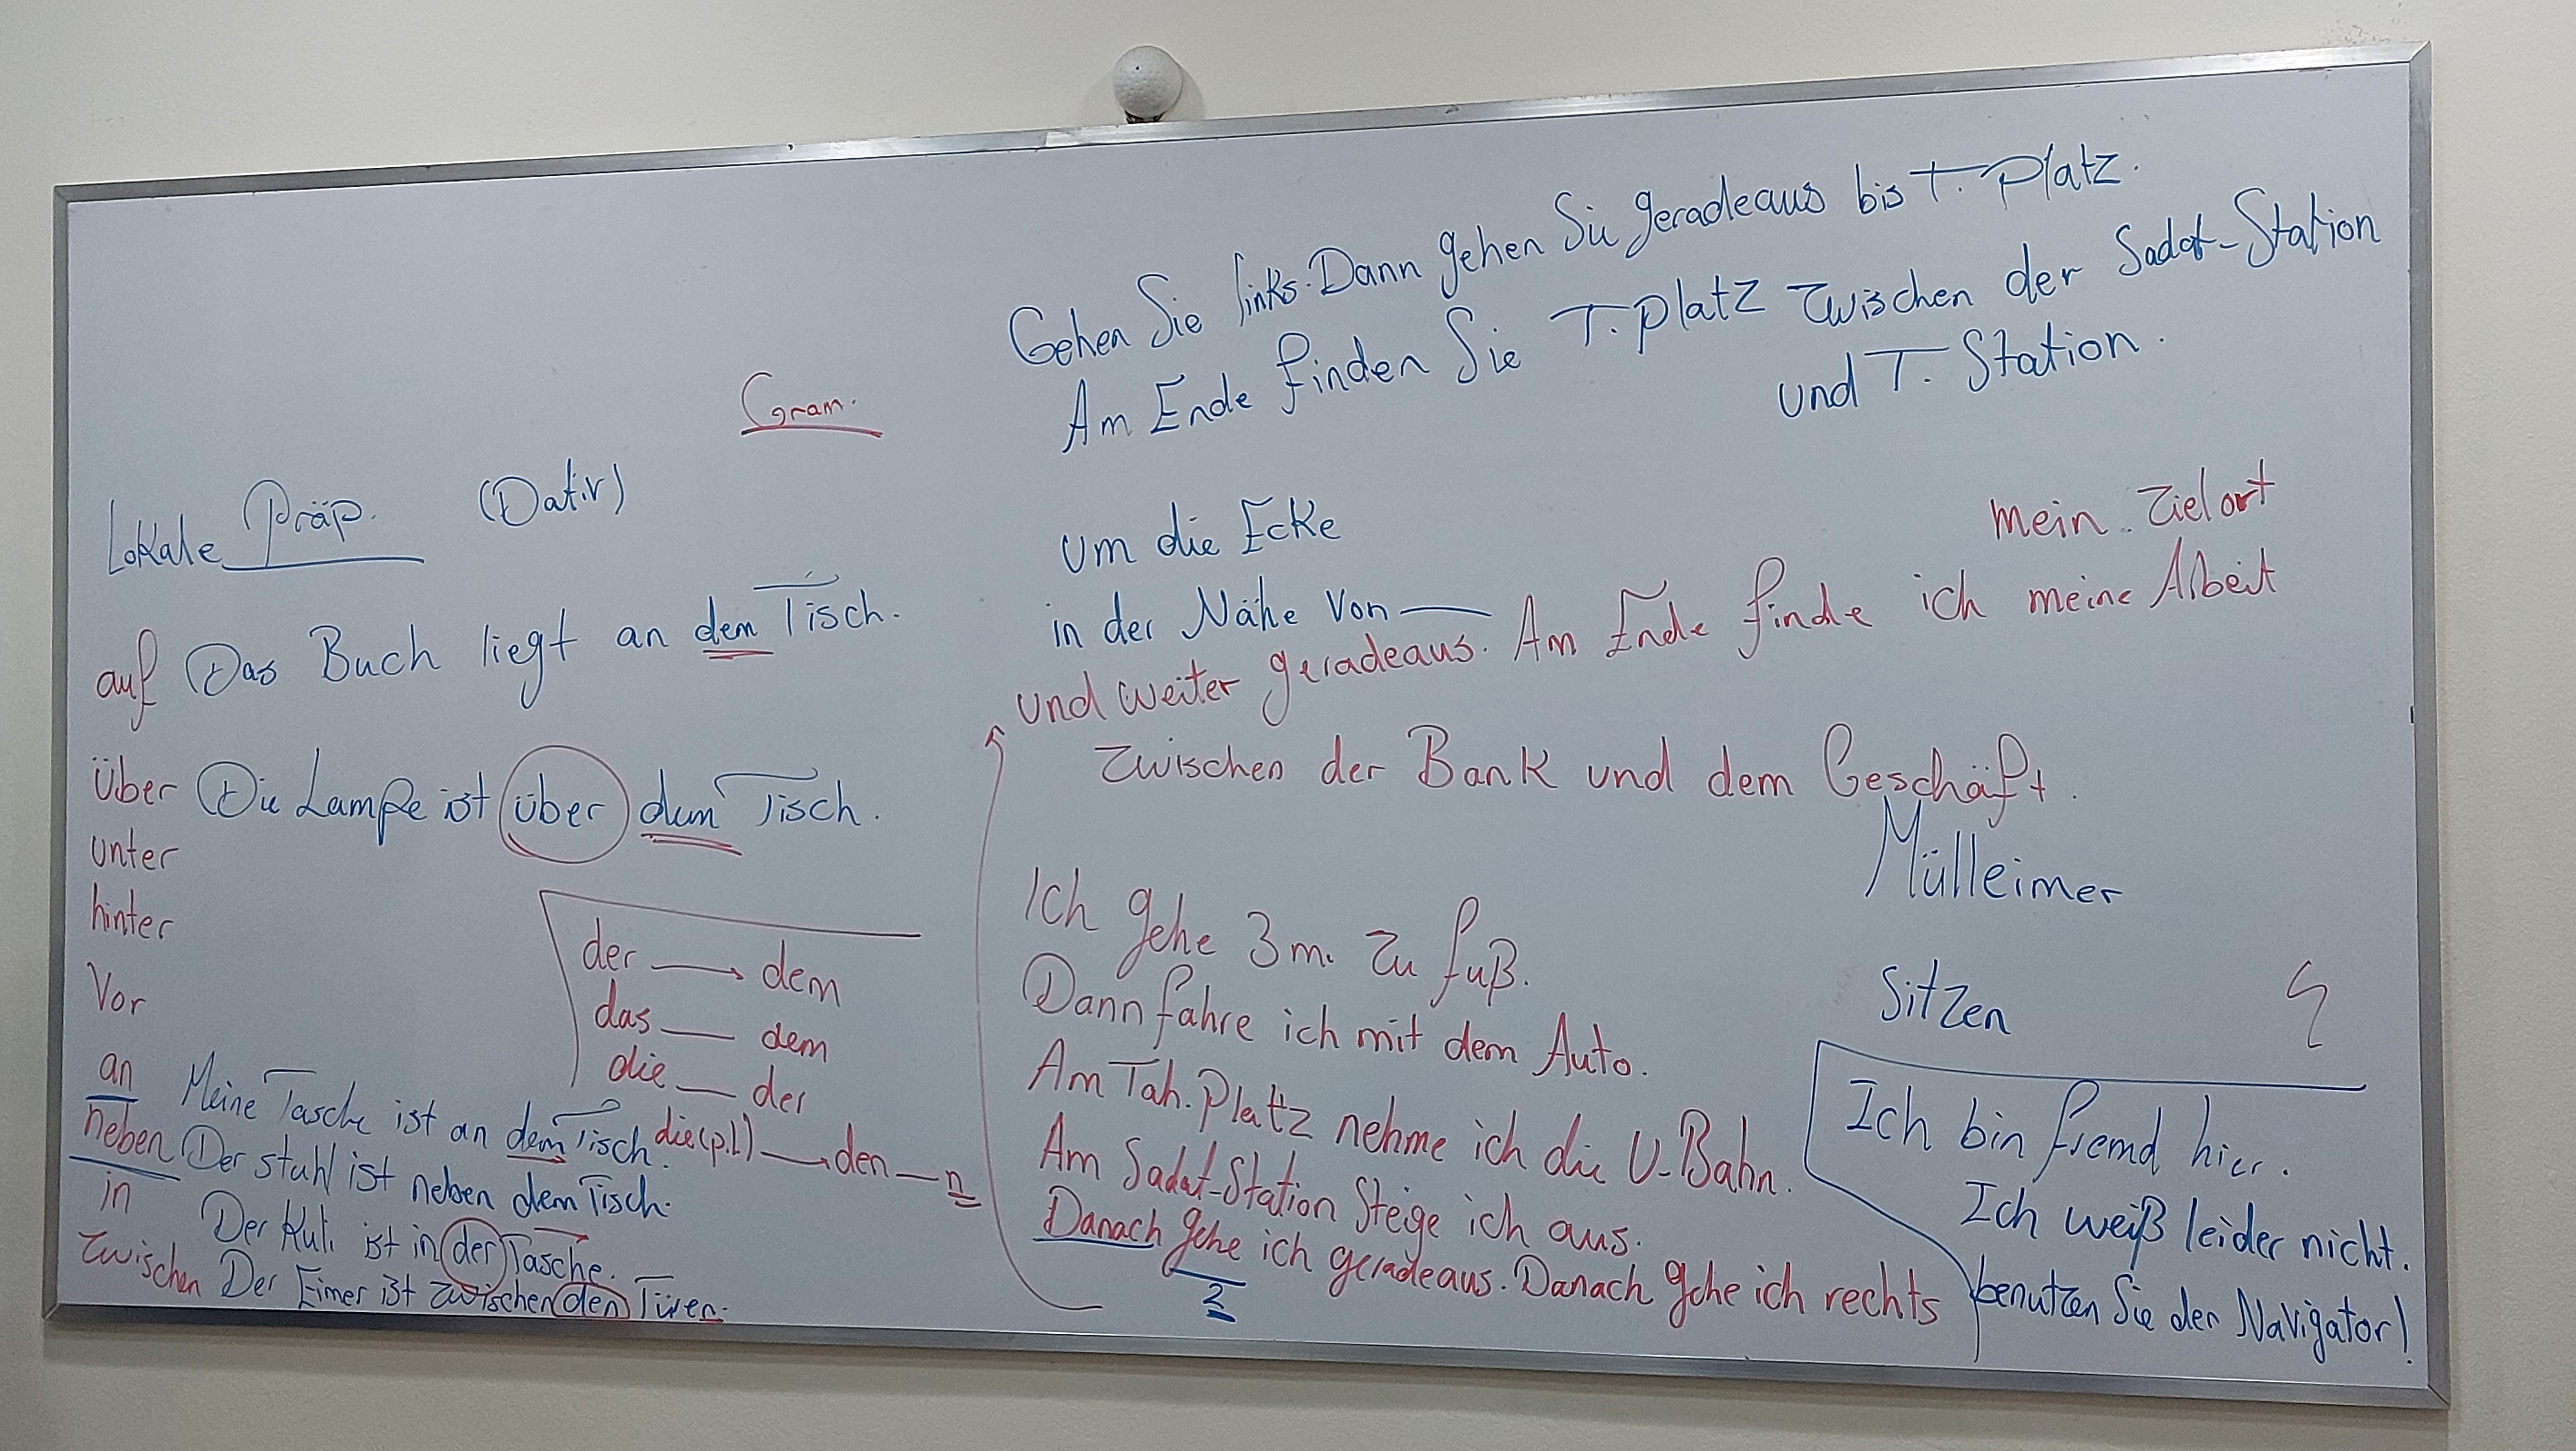 Gram.
Lokale Präp. (Dativ)
auf Das Buch liegt an dem Tisch.
über Die Lampe ist über dem Tisch.
unter
hinter
Vor
der → dem
das — dem
die — der
die (pl) → den — n
an Meine Tasche ist an dem Tisch.
neben Der Stuhl ist neben dem Tisch.
in Der Kuli ist in der Tasche.
zwischen Der Eimer ist zwischen den Türen.
Gehen Sie links. Dann gehen Sie geradeaus bis T. Platz.
Am Ende finden Sie T. Platz zwischen der Sadat-Station
und T. Station.
um die Ecke
in der Nähe von —
mein Zielort
und weiter geradeaus. Am Ende finde ich meine Albeit
zwischen der Bank und dem Geschäft.
Mülleimer
Ich gehe 3 m. zu fuß.
Dann fahre ich mit dem Auto.
Am Tah. Platz nehme ich die U-Bahn.
Am Sadat-Station Steige ich aus.
Danach gehe ich geradeaus. Danach gehe ich rechts
2
Sitzen
Ich bin fremd hier.
Ich weiß leider nicht.
benutzen Sie den Navigator!